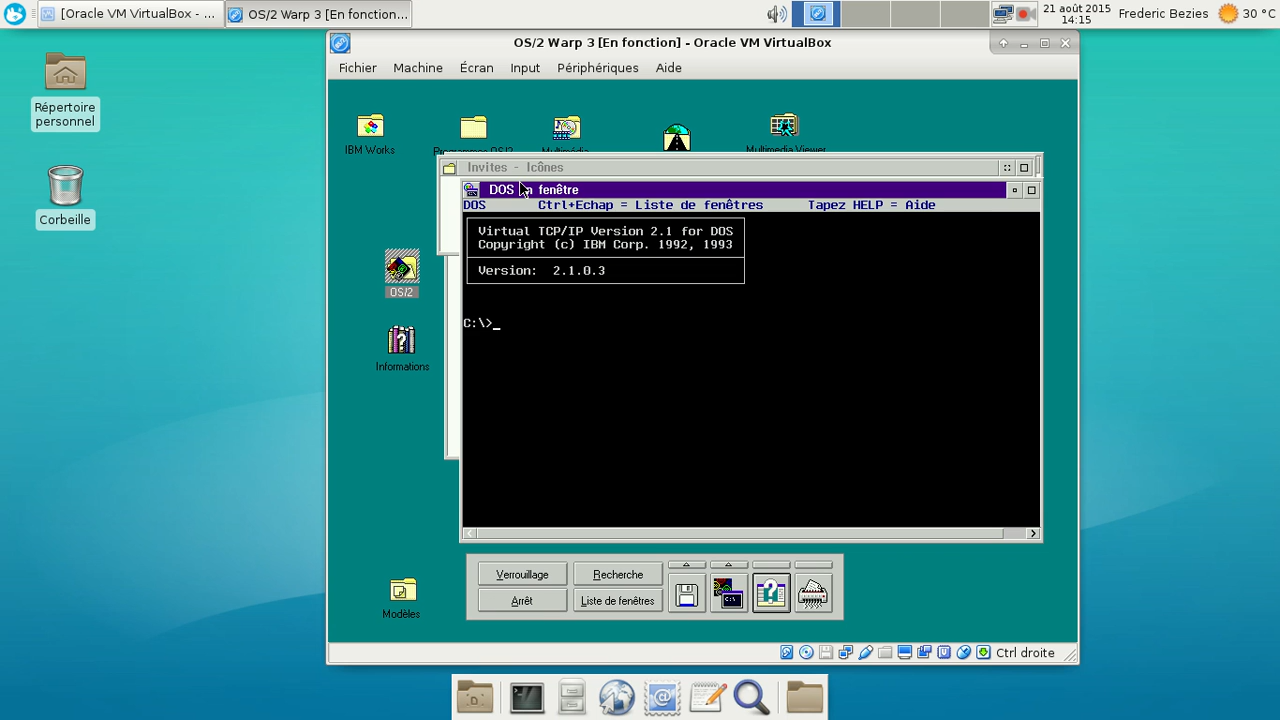 [Oracle VM VirtualBox - ...
OS/2 Warp 3 [En fonction...
21 août 2015
14:15
Frederic Bezies
30 °C
Répertoire
personnel
Corbeille
OS/2 Warp 3 [En fonction] - Oracle VM VirtualBox
Fichier Machine Écran Input Périphériques Aide
IBM Works
Programmes OS/2
Multimédia
Multimedia Viewer
Invites - Icônes
DOS en fenêtre
DOS Ctrl+Echap = Liste de fenêtres Tapez HELP = Aide
Virtual TCP/IP Version 2.1 for DOS
Copyright (c) IBM Corp. 1992, 1993
Version: 2.1.0.3
C:\>_
OS/2
Informations
Modèles
Verrouillage
Recherche
Arrêt
Liste de fenêtres
C:\
Ctrl droite